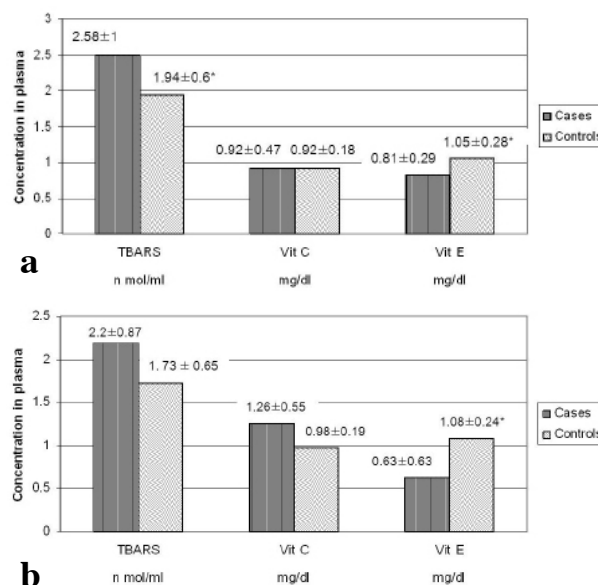 3
2.58±1
2.5
1.94±0.6*
2
1.5
0.92±0.47 0.92±0.18
1.05±0.28*
0.81±0.29
1
0.5
0
Concentration in plasma
Cases
Controls
TBARS Vit C Vit E
n mol/ml mg/dl mg/dl
a
2.5
2.2±0.87
2
1.73 ± 0.65
1.5
1.26±0.55
0.98±0.19
1.08±0.24*
1
0.63±0.63
0.5
0
Concentration in plasma
Cases
Controls
TBARS Vit C Vit E
n mol/ml mg/dl mg/dl
b